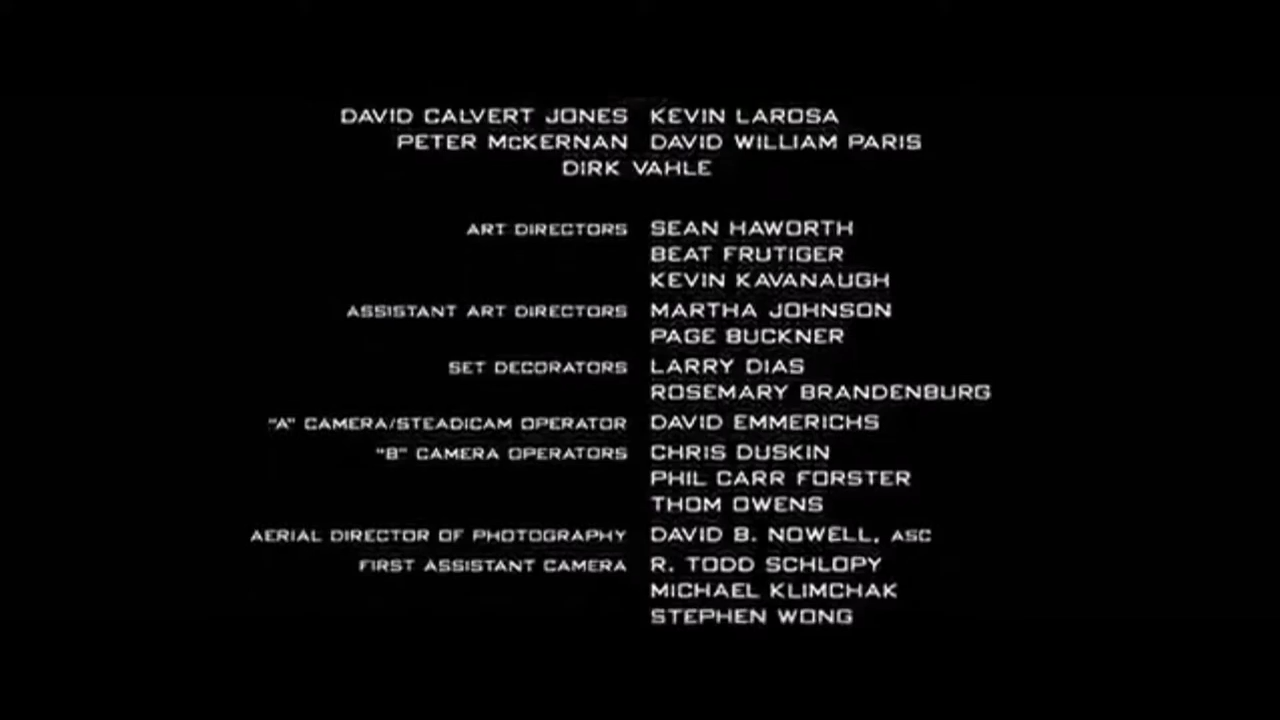 DAVID CALVERT JONES KEVIN LAROSA
PETER McKERNAN DAVID WILLIAM PARIS
DIRK VAHLE
ART DIRECTORS SEAN HAWORTH
BEAT FRUTIGER
KEVIN KAVANAUGH
ASSISTANT ART DIRECTORS MARTHA JOHNSON
PAGE BUCKNER
SET DECORATORS LARRY DIAS
ROSEMARY BRANDENBURG
"A" CAMERA/STEADICAM OPERATOR DAVID EMMERICHS
"B" CAMERA OPERATORS CHRIS DUSKIN
PHIL CARR FORSTER
THOM OWENS
AERIAL DIRECTOR OF PHOTOGRAPHY DAVID B. NOWELL, ASC
FIRST ASSISTANT CAMERA R. TODD SCHLOPY
MICHAEL KLIMCHAK
STEPHEN WONG